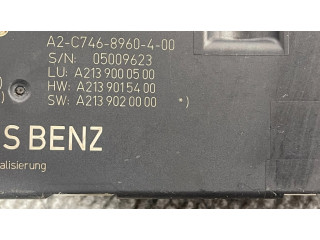 A2-C746-8960-4-00
S/N: 05009623
LU: A213 900 05 00
HW: A213 901 54 00
SW: A213 902 00 00 *)
S BENZ
alisierung